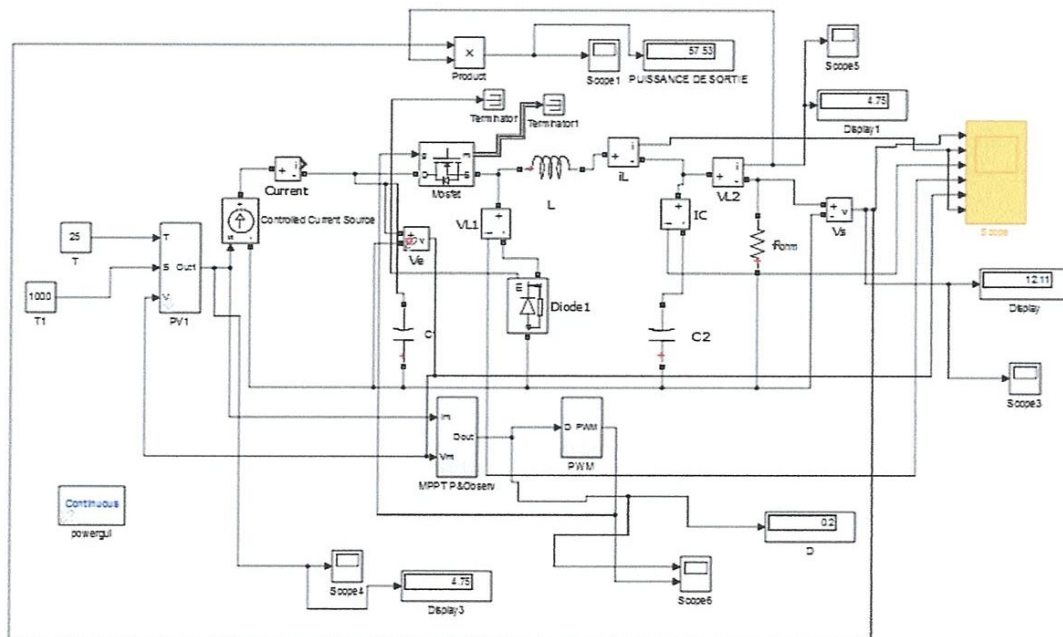 Product
Scope1
57.53
PUISSANCE DE SORTIE
Scope5
4.75
Display1
Terminator
Terminator1
Mosfet
Current
Controlled Current Source
iL
L
VL1
VL2
IC
Vs
Scope
25
T
1000
T1
T
S
V
Out1
PV1
Ve
C
Diode1
C2
12.11
Display
Scope3
Im
Vm
Dout
MPPT P&Observ
D PWM
PWM
Continuous
powergui
0.2
D
Scope4
4.75
Display3
Scope6